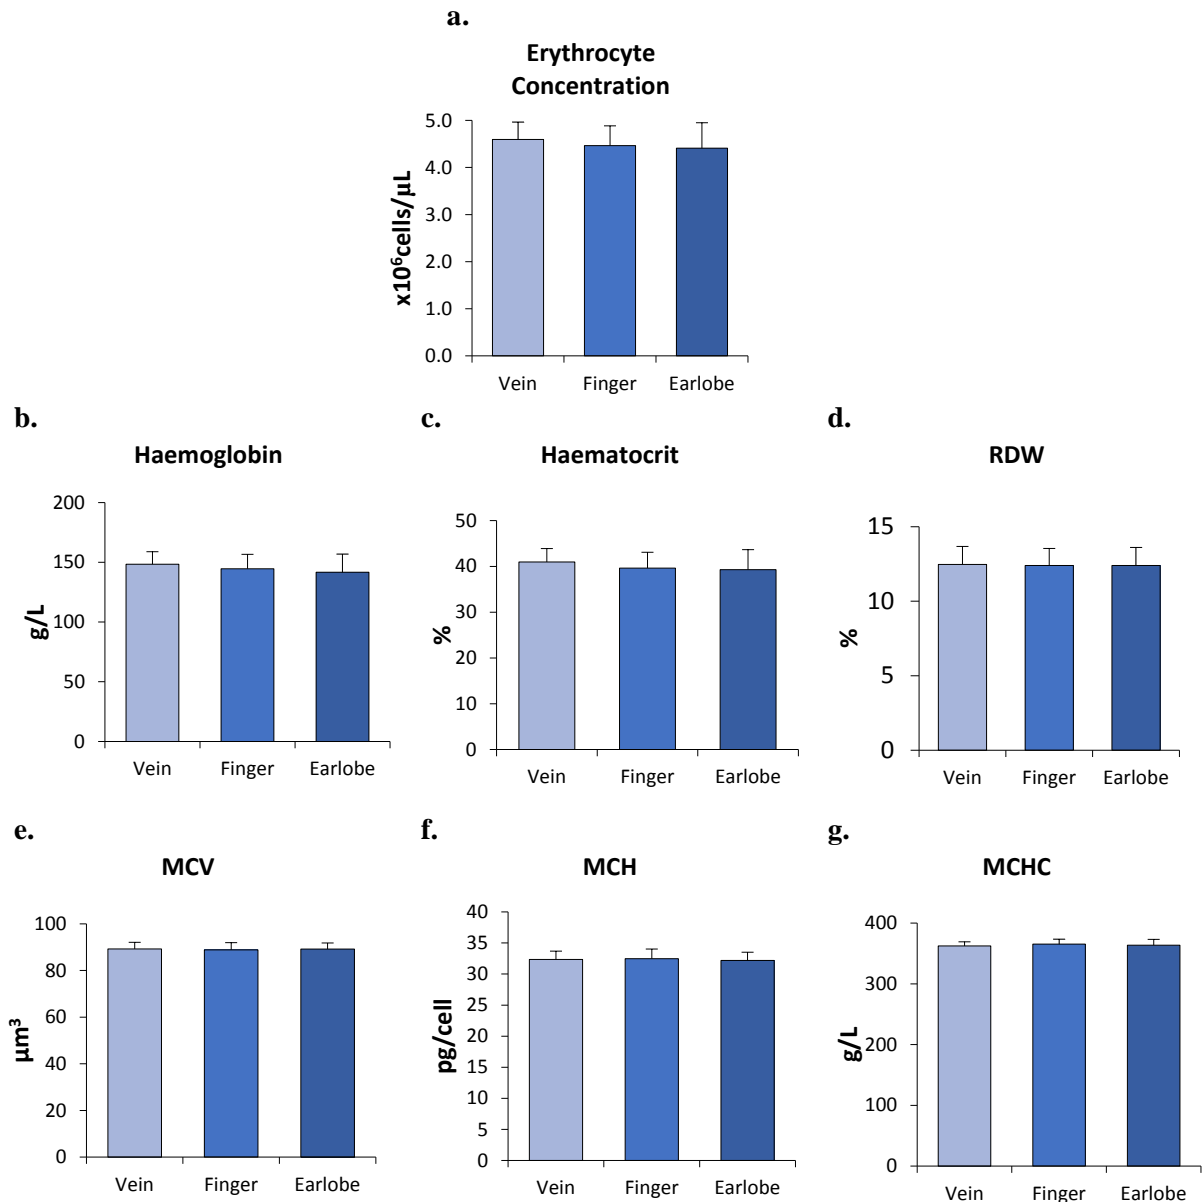 a.
Erythrocyte
Concentration
x10⁶cells/µL
5.0
4.0
3.0
2.0
1.0
0.0
Vein Finger Earlobe
b.
Haemoglobin
g/L
200
150
100
50
0
Vein Finger Earlobe
c.
Haematocrit
%
50
40
30
20
10
0
Vein Finger Earlobe
d.
RDW
%
15
10
5
0
Vein Finger Earlobe
e.
MCV
µm³
100
80
60
40
20
0
Vein Finger Earlobe
f.
MCH
pg/cell
40
35
30
25
20
15
10
5
0
Vein Finger Earlobe
g.
MCHC
g/L
400
300
200
100
0
Vein Finger Earlobe